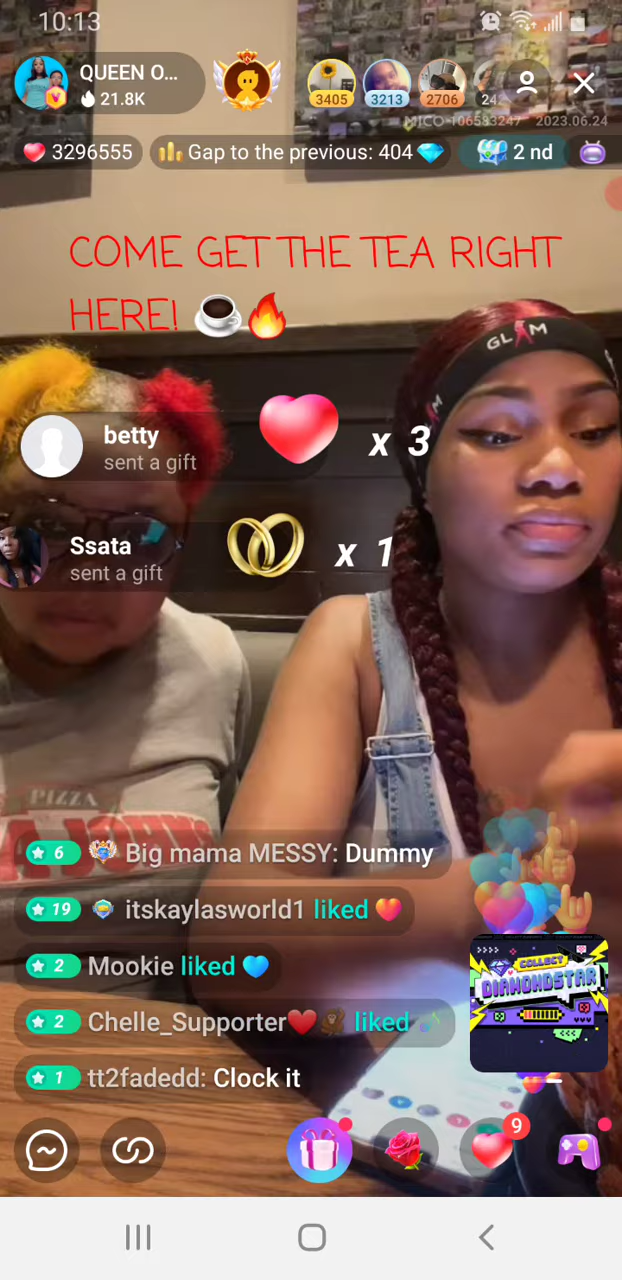 10:13
QUEEN O...
21.8K
3405
3213
2706
242
MICO-106583247 2023.06.24
3296555
Gap to the previous: 404
2 nd
COME GET THE TEA RIGHT
HERE! ☕🔥
GLAM
M
betty
sent a gift
x 3
Ssata
sent a gift
x 1
PIZZA
6 Big mama MESSY: Dummy
19 itskaylasworld1 liked
2 Mookie liked
2 Chelle_Supporter liked
1 tt2fadedd: Clock it
COLLECT
DIAMONDSTAR
9